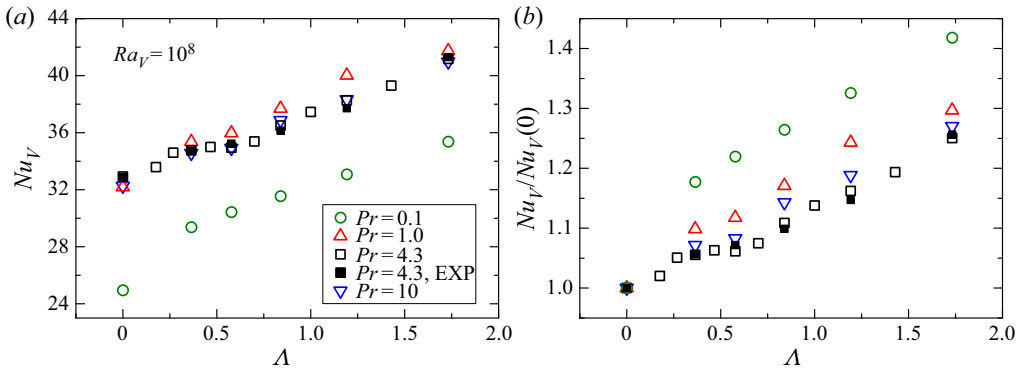 (a)
44
40
36
32
28
24
Nu_V
Ra_V = 10^8
Pr = 0.1
Pr = 1.0
Pr = 4.3
Pr = 4.3, EXP
Pr = 10
0 0.5 1.0 1.5 2.0
Λ
(b)
1.4
1.3
1.2
1.1
1.0
Nu_V/Nu_V(0)
0 0.5 1.0 1.5 2.0
Λ